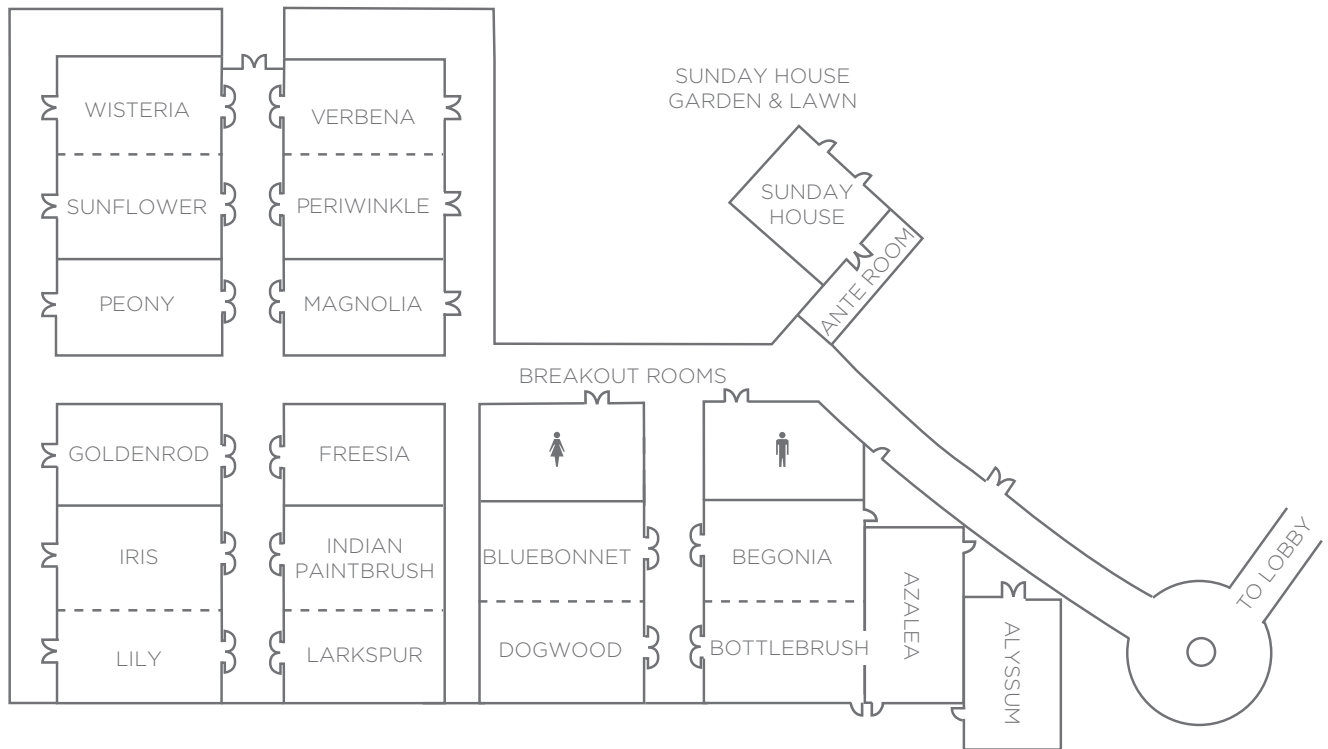 SUNDAY HOUSE
GARDEN & LAWN
WISTERIA
VERBENA
SUNDAY
HOUSE
SUNFLOWER
PERIWINKLE
ANTE ROOM
PEONY
MAGNOLIA
BREAKOUT ROOMS
GOLDENROD
FREESIA
IRIS
INDIAN
PAINTBRUSH
BLUEBONNET
BEGONIA
AZALEA
TO LOBBY
LILY
LARKSPUR
DOGWOOD
BOTTLEBRUSH
ALYSSUM